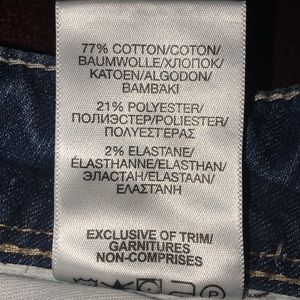 77% COTTON/COTON/
BAUMWOLLE/ХЛОПОК/
KATOEN/ALGODON/
ΒΑΜΒΑΚΙ
21% POLYESTER/
ПОЛИЭСТЕР/POLIESTER/
ΠΟΛΥΕΣΤΕΡΑΣ
2% ELASTANE/
ÉLASTHANNE/ELASTHAN/
ЭЛАСТАН/ELASTAAN/
ΕΛΑΣΤΑΝΗ
EXCLUSIVE OF TRIM/
GARNITURES
NON-COMPRISES